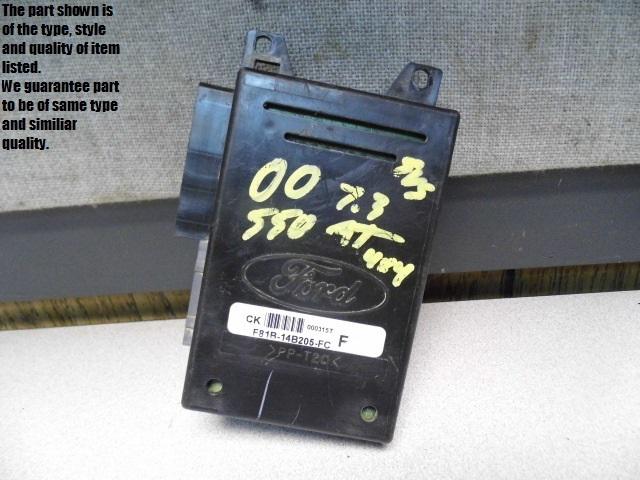 The part shown is
of the type, style
and quality of item
listed.
We guarantee part
to be of same type
and similiar
quality.
00 7.3
550 AT
4x4
Ford
CK 000315T
F81B-14B205-FC F
>PP-T20<